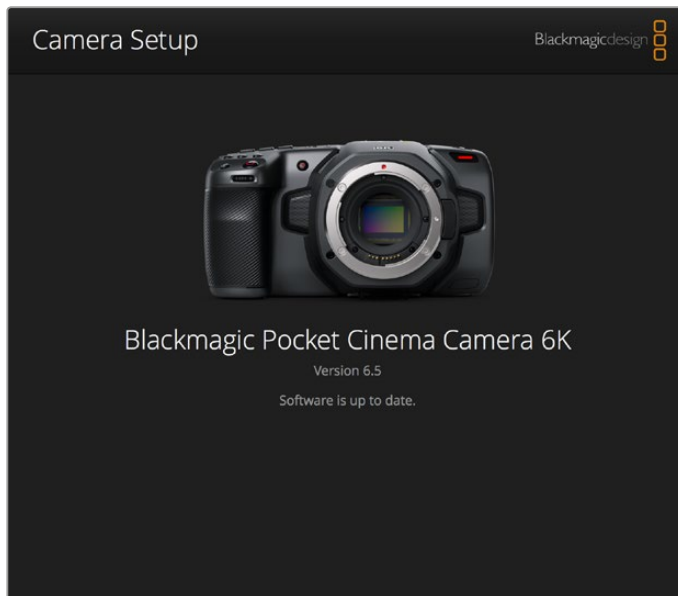 Camera Setup
Blackmagicdesign
Blackmagic Pocket Cinema Camera 6K
Version 6.5
Software is up to date.